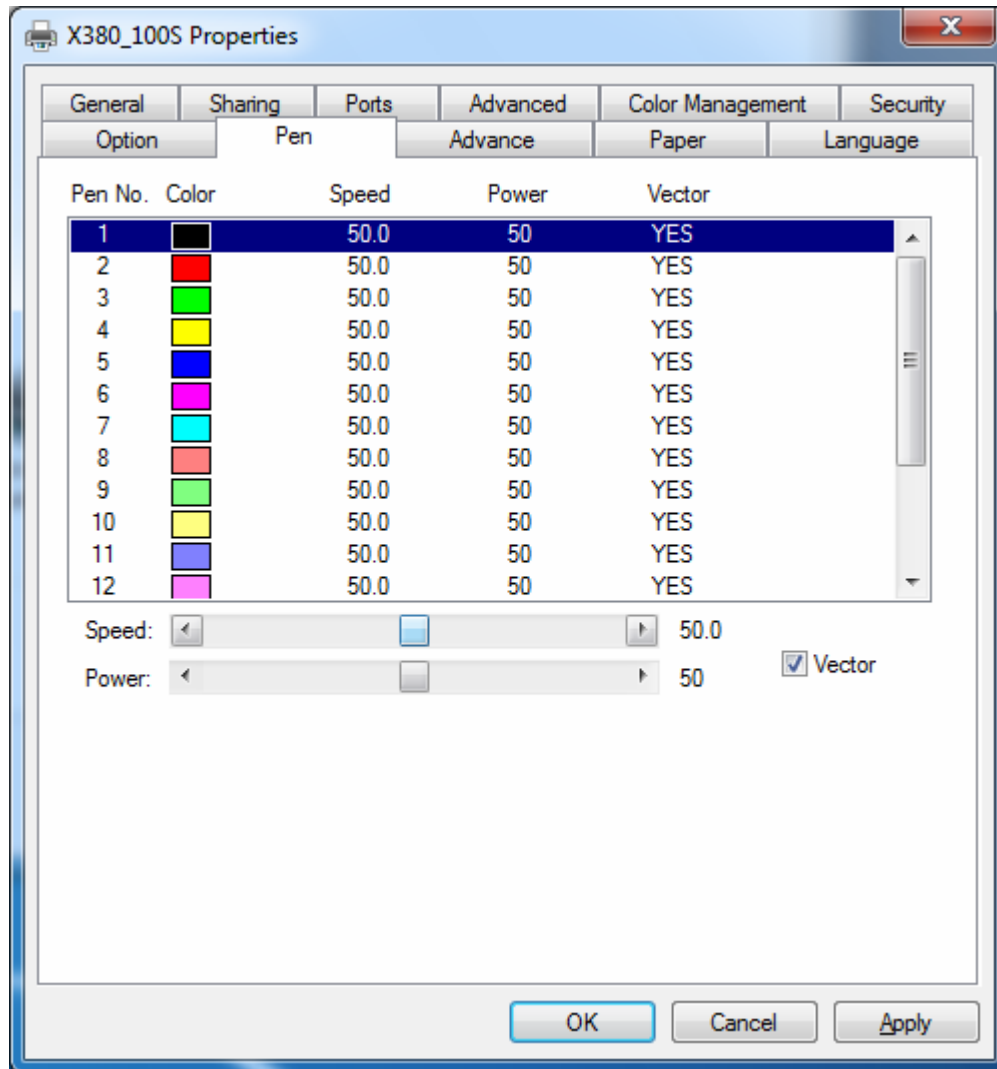 X380_100S Properties
General Sharing Ports Advanced Color Management Security
Option Pen Advance Paper Language
Pen No. Color Speed Power Vector
1 50.0 50 YES
2 50.0 50 YES
3 50.0 50 YES
4 50.0 50 YES
5 50.0 50 YES
6 50.0 50 YES
7 50.0 50 YES
8 50.0 50 YES
9 50.0 50 YES
10 50.0 50 YES
11 50.0 50 YES
12 50.0 50 YES
Speed: 50.0
Power: 50 Vector
OK Cancel Apply